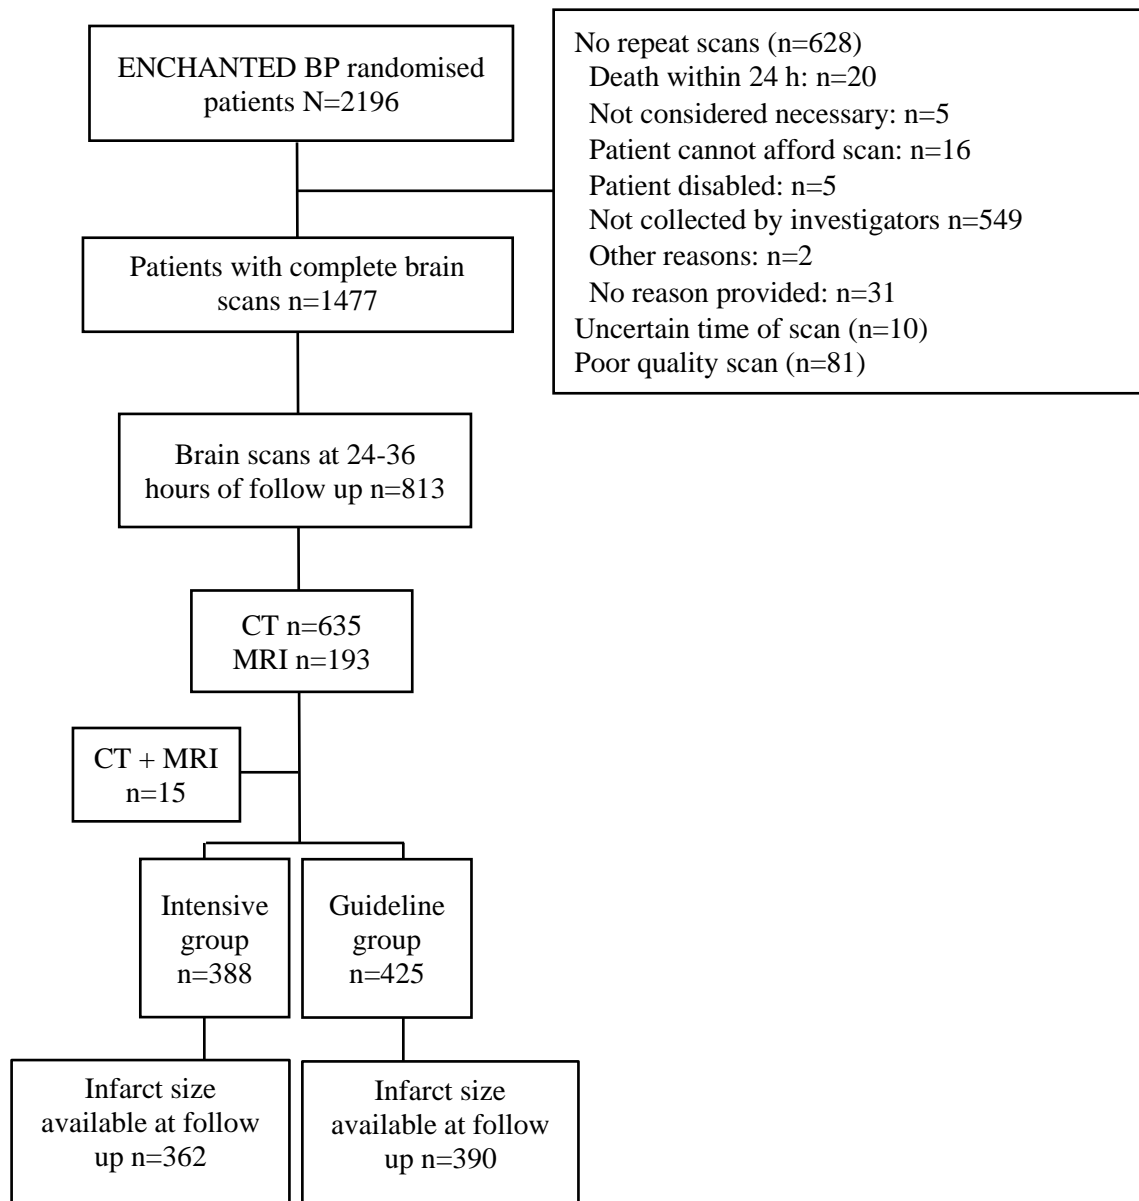 ENCHANTED BP randomised
patients N=2196
No repeat scans (n=628)
Death within 24 h: n=20
Not considered necessary: n=5
Patient cannot afford scan: n=16
Patient disabled: n=5
Not collected by investigators n=549
Other reasons: n=2
No reason provided: n=31
Uncertain time of scan (n=10)
Poor quality scan (n=81)
Patients with complete brain
scans n=1477
Brain scans at 24-36
hours of follow up n=813
CT n=635
MRI n=193
CT + MRI
n=15
Intensive
group
n=388
Guideline
group
n=425
Infarct size
available at follow
up n=362
Infarct size
available at follow
up n=390